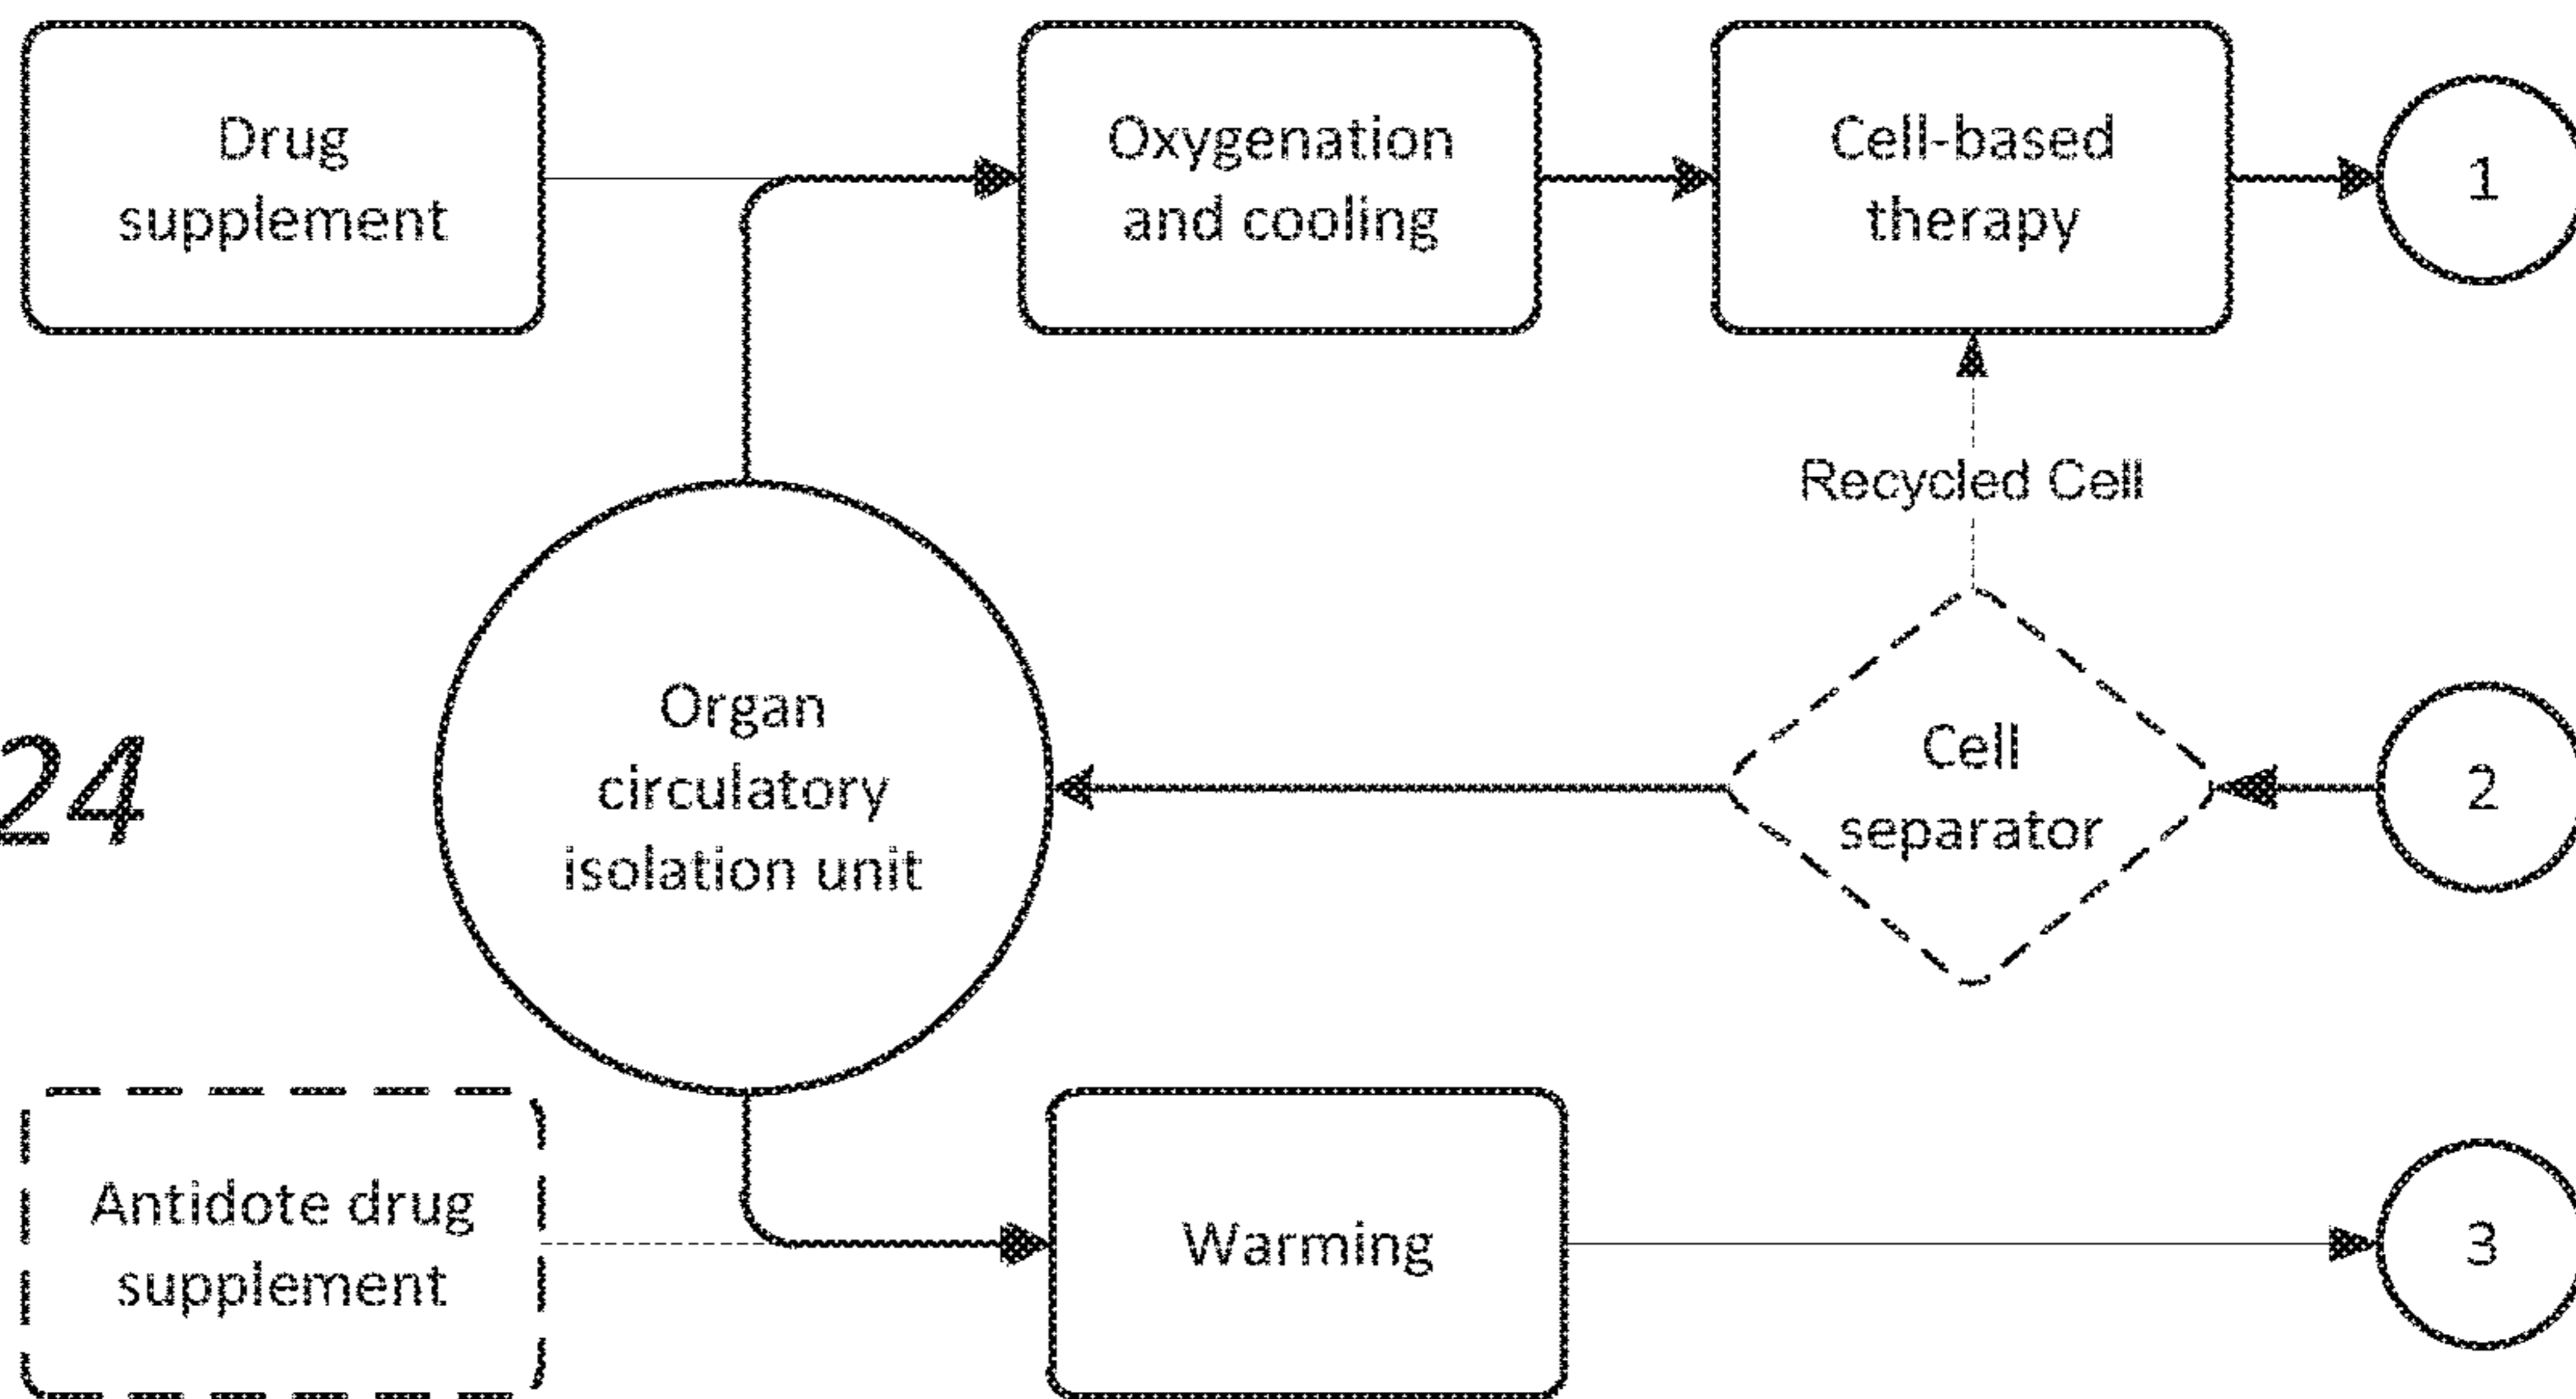 Drug
supplement
Oxygenation
and cooling
Cell-based
therapy
1
Recycled Cell
Organ
circulatory
isolation unit
Cell
separator
2
24
Antidote drug
supplement
Warming
3